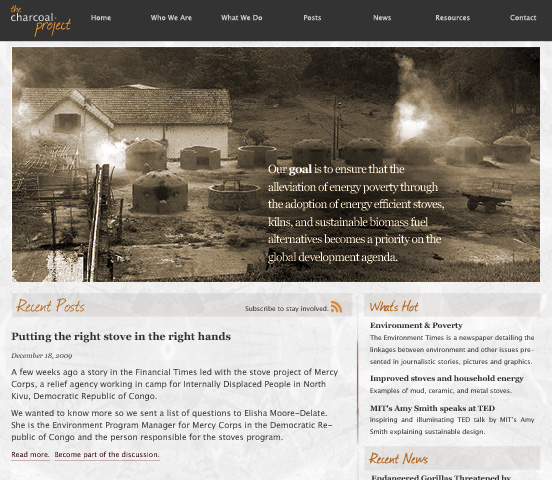 the
charcoal
project
Home Who We Are What We Do Posts News Resources Contact
Our goal is to ensure that the
alleviation of energy poverty through
the adoption of energy efficient stoves,
kilns, and sustainable biomass fuel
alternatives becomes a priority on the
global development agenda.
Recent Posts
Subscribe to stay involved.
Putting the right stove in the right hands
December 18, 2009
A few weeks ago a story in the Financial Times led with the stove project of Mercy
Corps, a relief agency working in camp for Internally Displaced People in North
Kivu, Democratic Republic of Congo.
We wanted to know more so we sent a list of questions to Elisha Moore-Delate.
She is the Environment Program Manager for Mercy Corps in the Democratic Re-
public of Congo and the person responsible for the stoves program.
Read more. Become part of the discussion.
What's Hot
Environment & Poverty
The Environment Times is a newspaper detailing the
linkages between environment and other issues pre-
sented in journalistic stories, pictures and graphics.
Improved stoves and household energy
Examples of mud, ceramic, and metal stoves.
MIT's Amy Smith speaks at TED
Inspiring and illuminating TED talk by MIT's Amy
Smith explaining sustainable design.
Recent News
Endangered Gorillas Threatened by